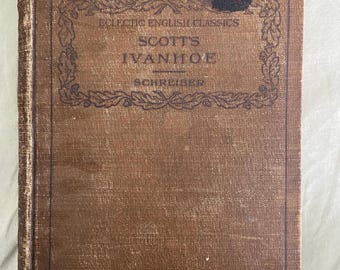 ECLECTIC ENGLISH CLASSICS
SCOTT'S
IVANHOE
SCHREIBER